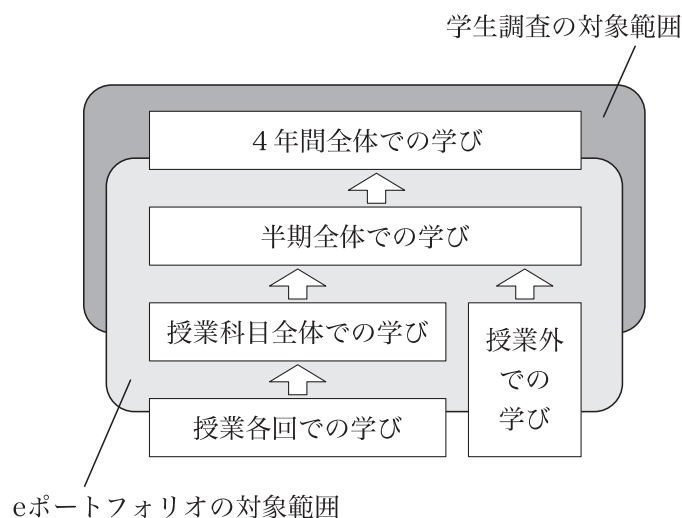 学生調査の対象範囲
４年間全体での学び
半期全体での学び
授業科目全体での学び
授業外
での
学び
授業各回での学び
eポートフォリオの対象範囲